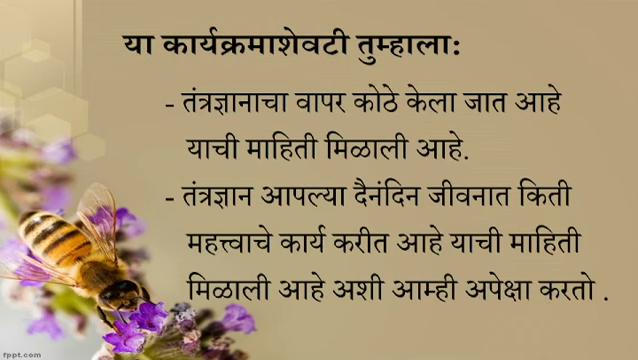 या कार्यक्रमाशेवटी तुम्हाला:
- तंत्रज्ञानाचा वापर कोठे केला जात आहे
याची माहिती मिळाली आहे.
- तंत्रज्ञान आपल्या दैनंदिन जीवनात किती
महत्त्वाचे कार्य करीत आहे याची माहिती
मिळाली आहे अशी आम्ही अपेक्षा करतो .
fppt.com